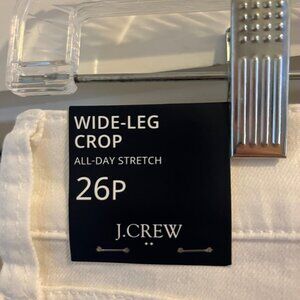 WIDE-LEG
CROP
ALL-DAY STRETCH
26P
J.CREW